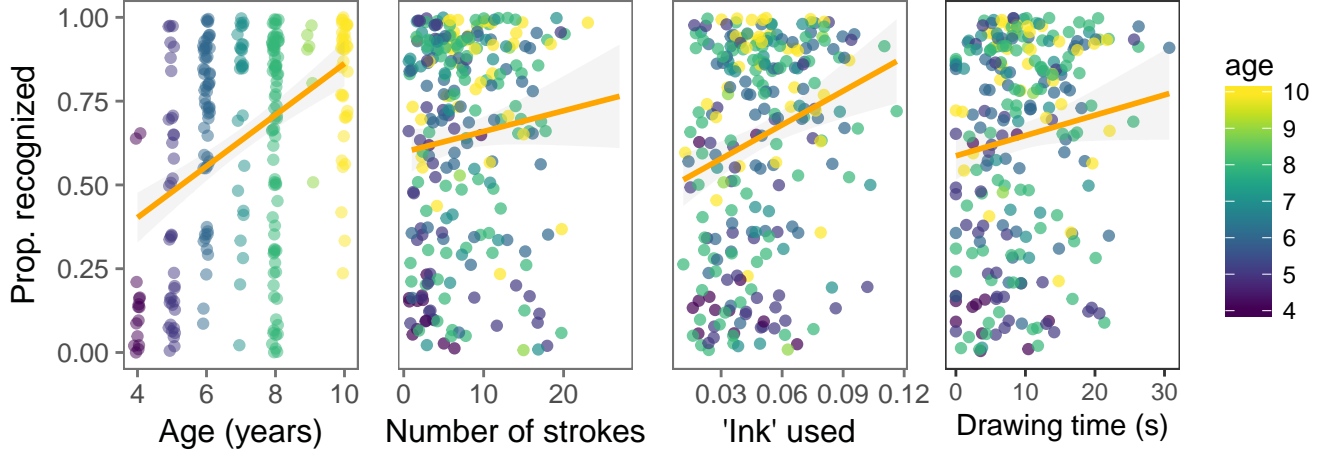 Prop. recognized
1.00
0.75
0.50
0.25
0.00
4 6 8 10
Age (years)
0 10 20
Number of strokes
0.03 0.06 0.09 0.12
'Ink' used
0 10 20 30
Drawing time (s)
age
10
9
8
7
6
5
4